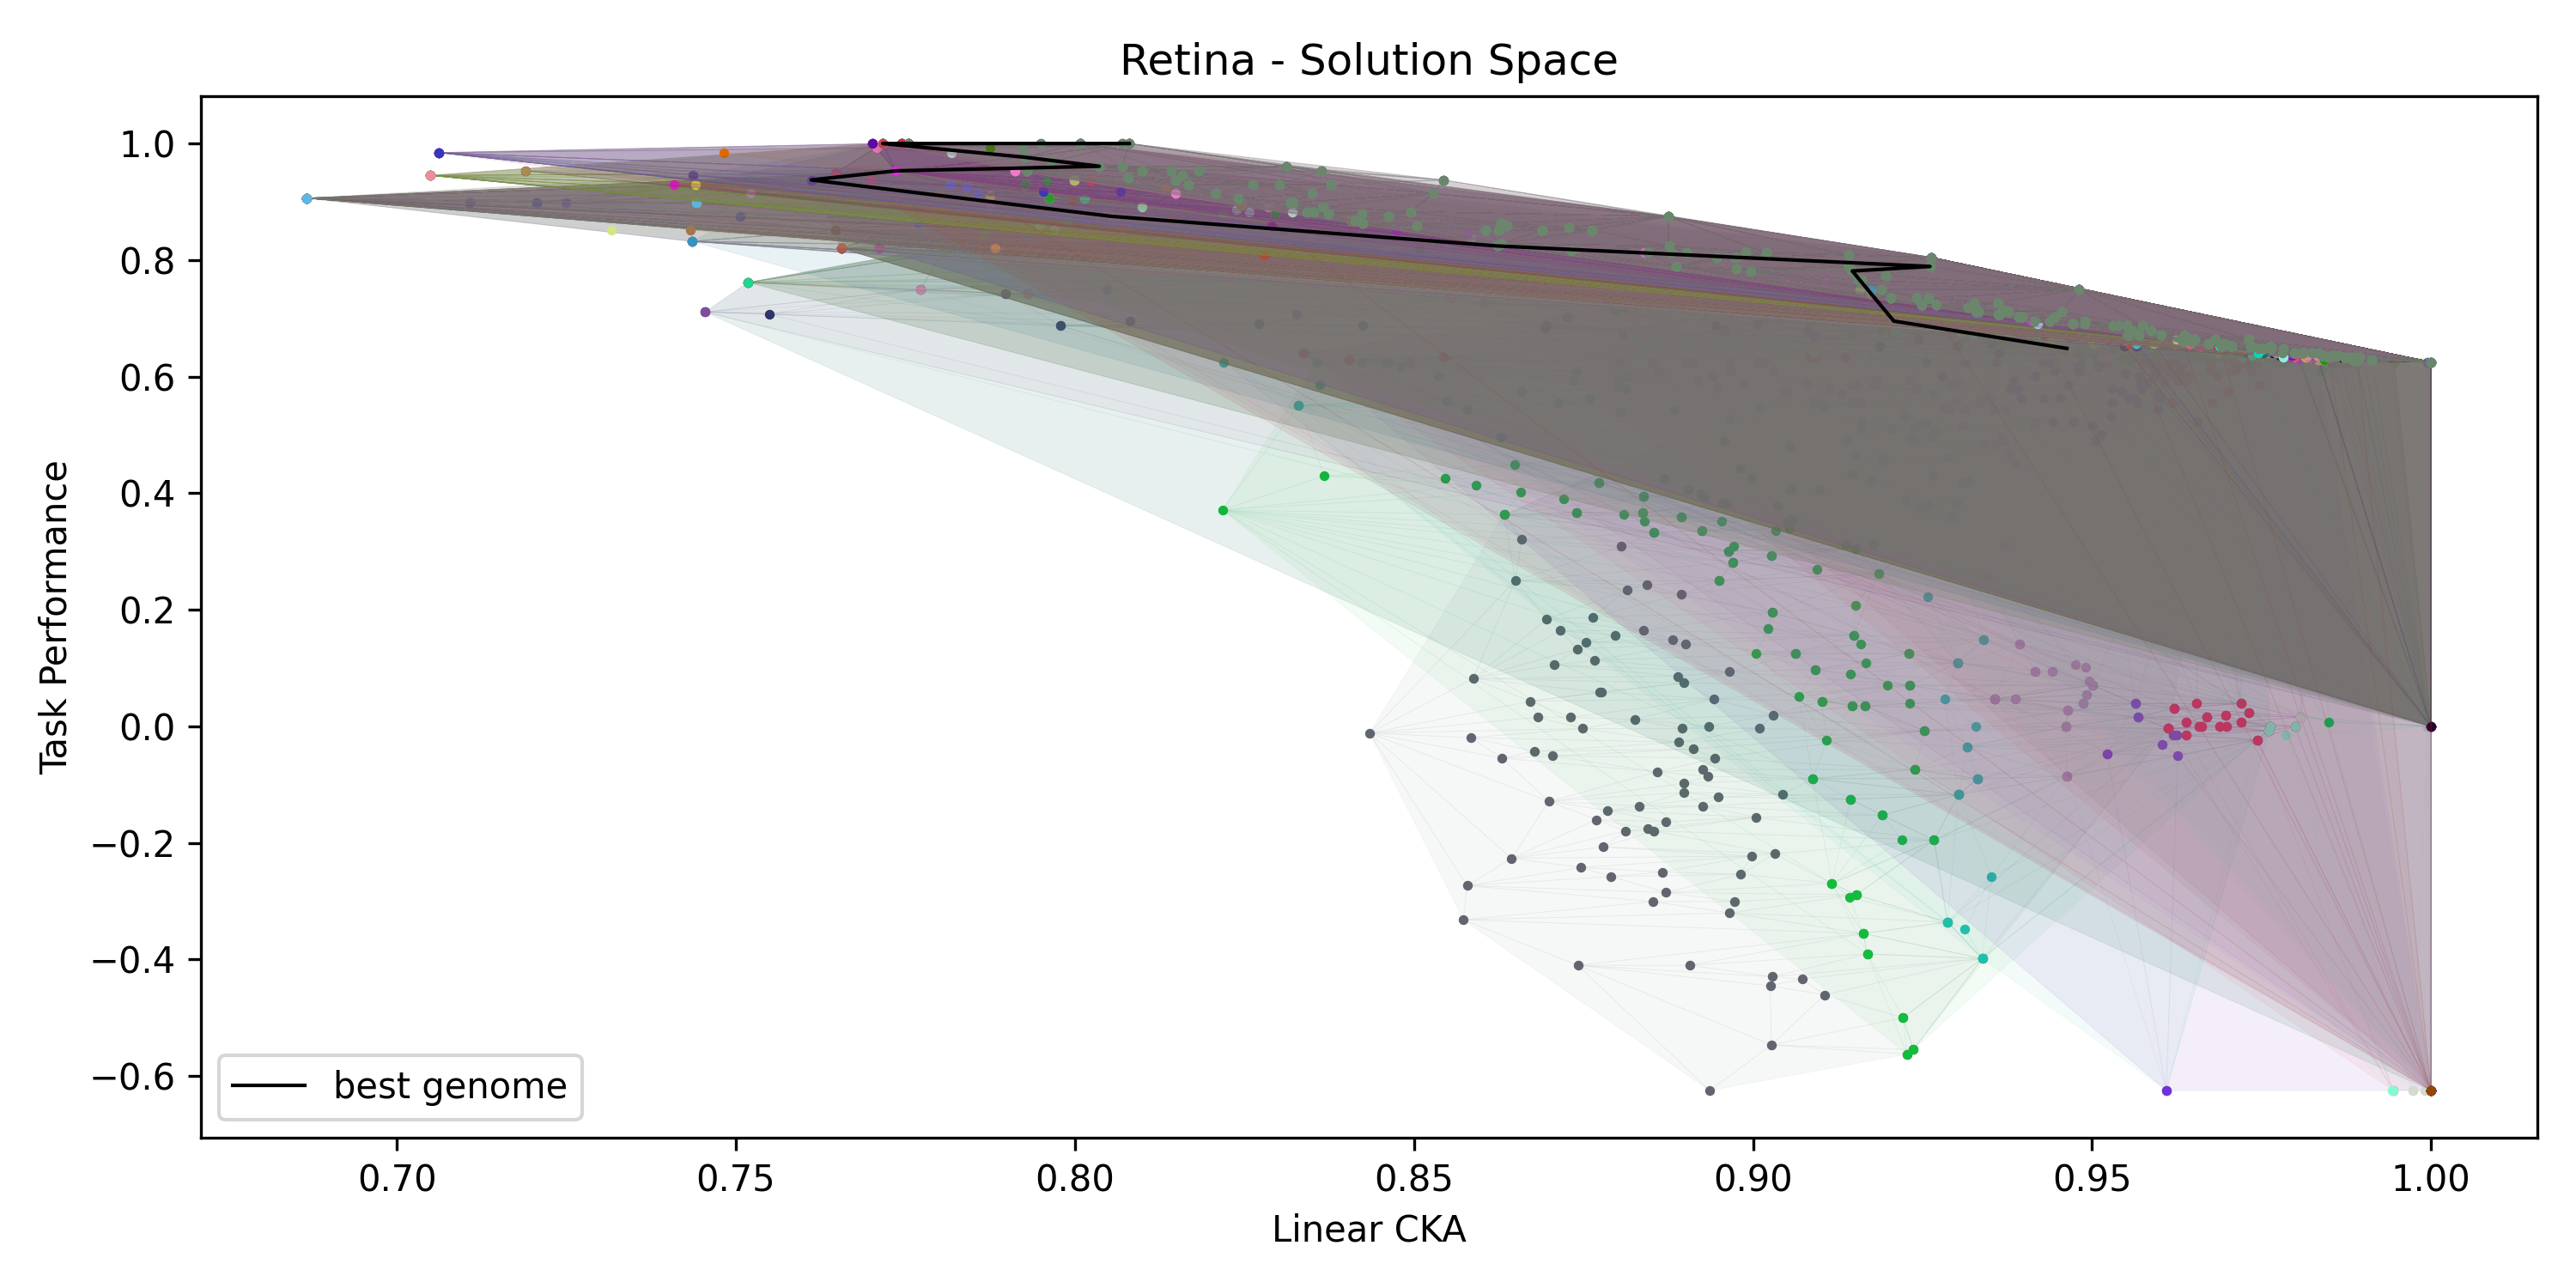 Retina - Solution Space
Task Performance
1.0
0.8
0.6
0.4
0.2
0.0
−0.2
−0.4
−0.6
best genome
0.70 0.75 0.80 0.85 0.90 0.95 1.00
Linear CKA